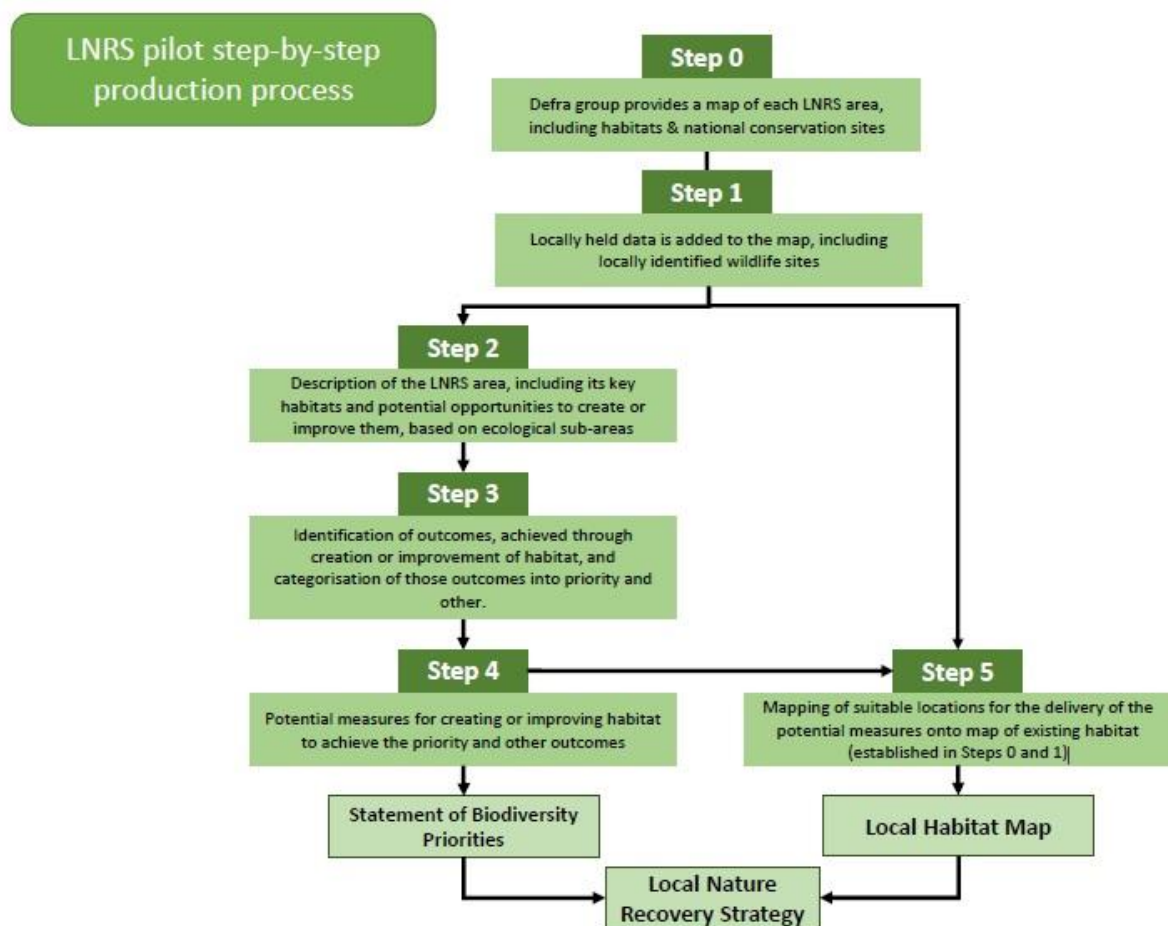 LNRS pilot step-by-step
production process
Step 0
Defra group provides a map of each LNRS area,
including habitats & national conservation sites
Step 1
Locally held data is added to the map, including
locally identified wildlife sites
Step 2
Description of the LNRS area, including its key
habitats and potential opportunities to create or
improve them, based on ecological sub-areas
Step 3
Identification of outcomes, achieved through
creation or improvement of habitat, and
categorisation of those outcomes into priority and
other.
Step 4
Potential measures for creating or improving habitat
to achieve the priority and other outcomes
Step 5
Mapping of suitable locations for the delivery of the
potential measures onto map of existing habitat
(established in Steps 0 and 1)
Statement of Biodiversity
Priorities
Local Habitat Map
Local Nature
Recovery Strategy